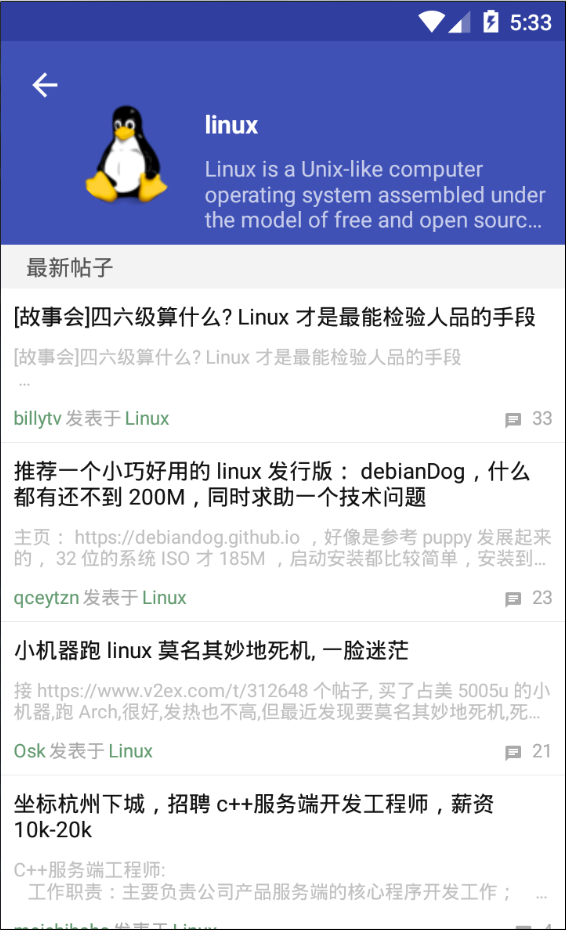 5:33
linux
Linux is a Unix-like computer
operating system assembled under
the model of free and open sourc…
最新帖子
[故事会]四六级算什么? Linux 才是最能检验人品的手段
[故事会]四六级算什么? Linux 才是最能检验人品的手段
…
billytv 发表于 Linux 33
推荐一个小巧好用的 linux 发行版： debianDog，什么
都有还不到 200M，同时求助一个技术问题
主页： https://debiandog.github.io ，好像是参考 puppy 发展起来
的， 32 位的系统 ISO 才 185M ，启动安装都比较简单，安装到…
qceytzn 发表于 Linux 23
小机器跑 linux 莫名其妙地死机, 一脸迷茫
接 https://www.v2ex.com/t/312648 个帖子, 买了占美 5005u 的小
机器,跑 Arch,很好,发热也不高,但最近发现要莫名其妙地死机,死…
Osk 发表于 Linux 21
坐标杭州下城，招聘 c++服务端开发工程师，薪资
10k-20k
C++服务端工程师:
工作职责：主要负责公司产品服务端的核心程序开发工作； …
发表于 Linux 4